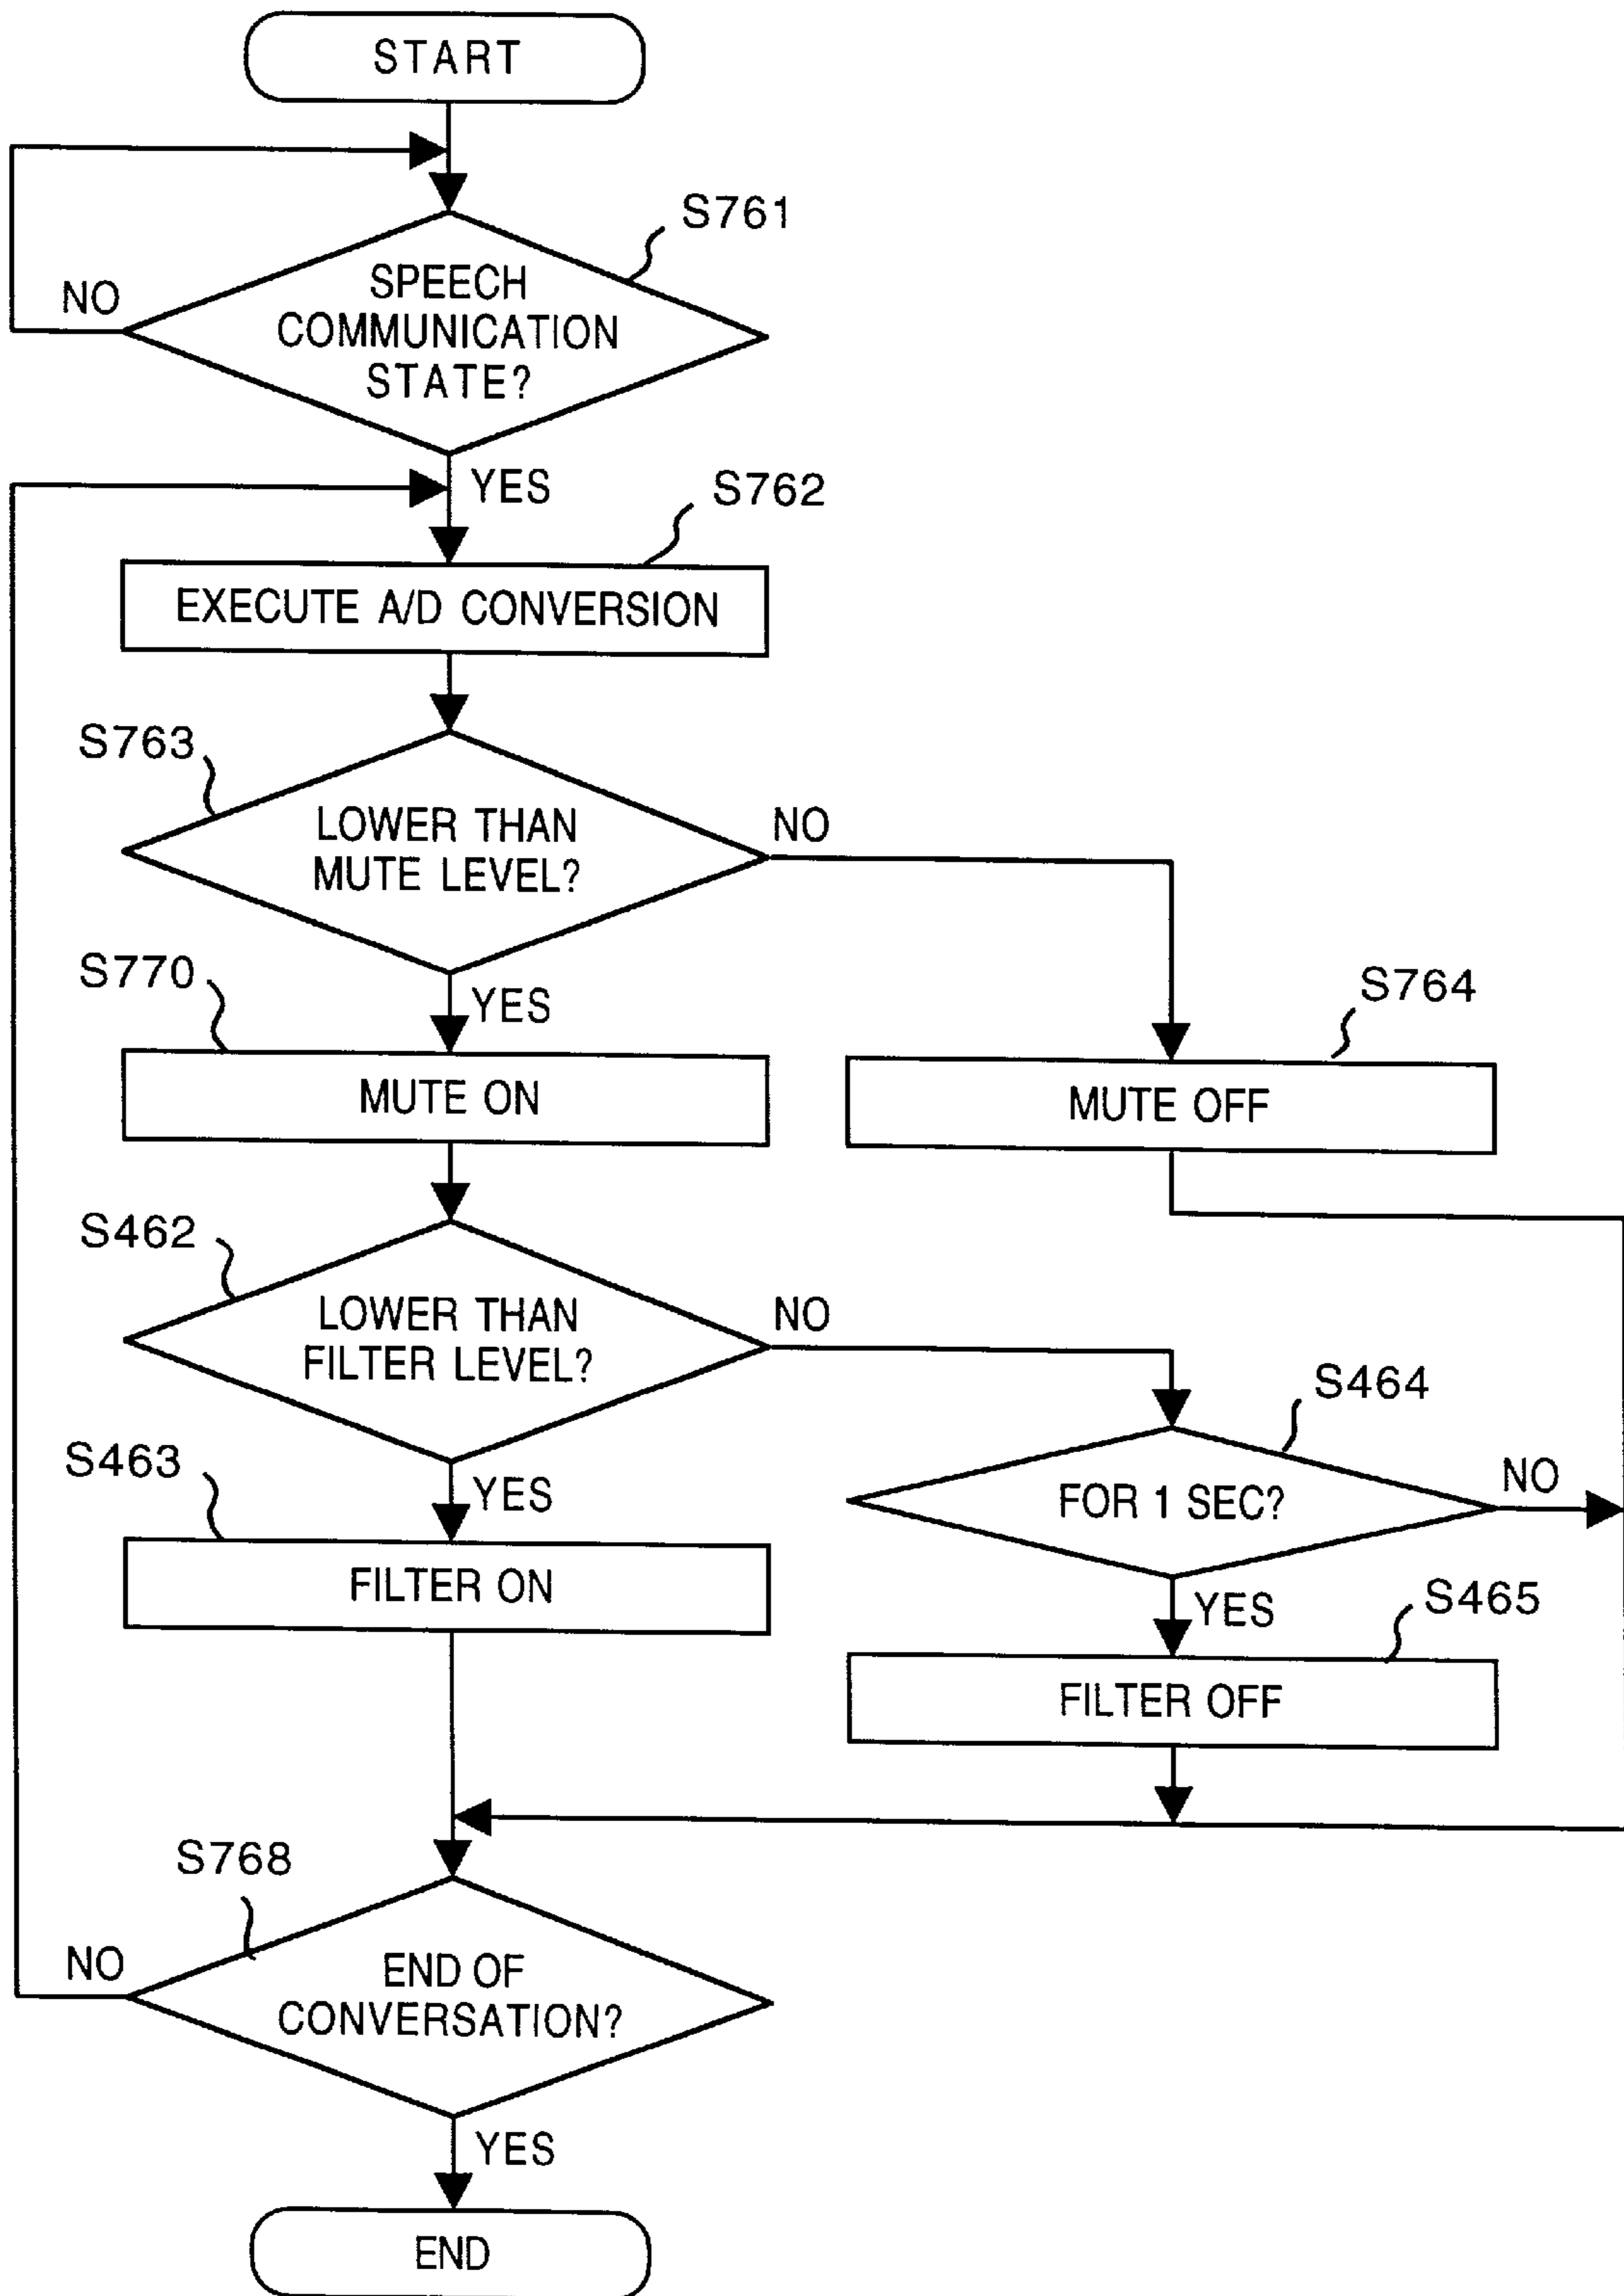 START
S761
SPEECH
COMMUNICATION
STATE?
NO
YES
S762
EXECUTE A/D CONVERSION
S763
LOWER THAN
MUTE LEVEL?
NO
YES
S770
MUTE ON
S764
MUTE OFF
S462
LOWER THAN
FILTER LEVEL?
NO
YES
S464
FOR 1 SEC?
NO
YES
S463
FILTER ON
S465
FILTER OFF
S768
END OF
CONVERSATION?
NO
YES
END